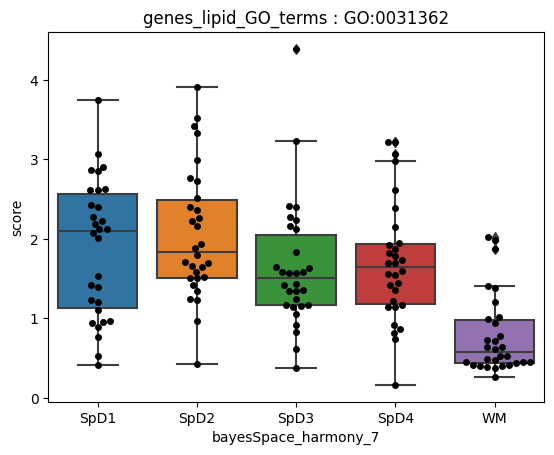 genes_lipid_GO_terms : GO:0031362
4
3
2
1
0
score
SpD1 SpD2 SpD3 SpD4 WM
bayesSpace_harmony_7